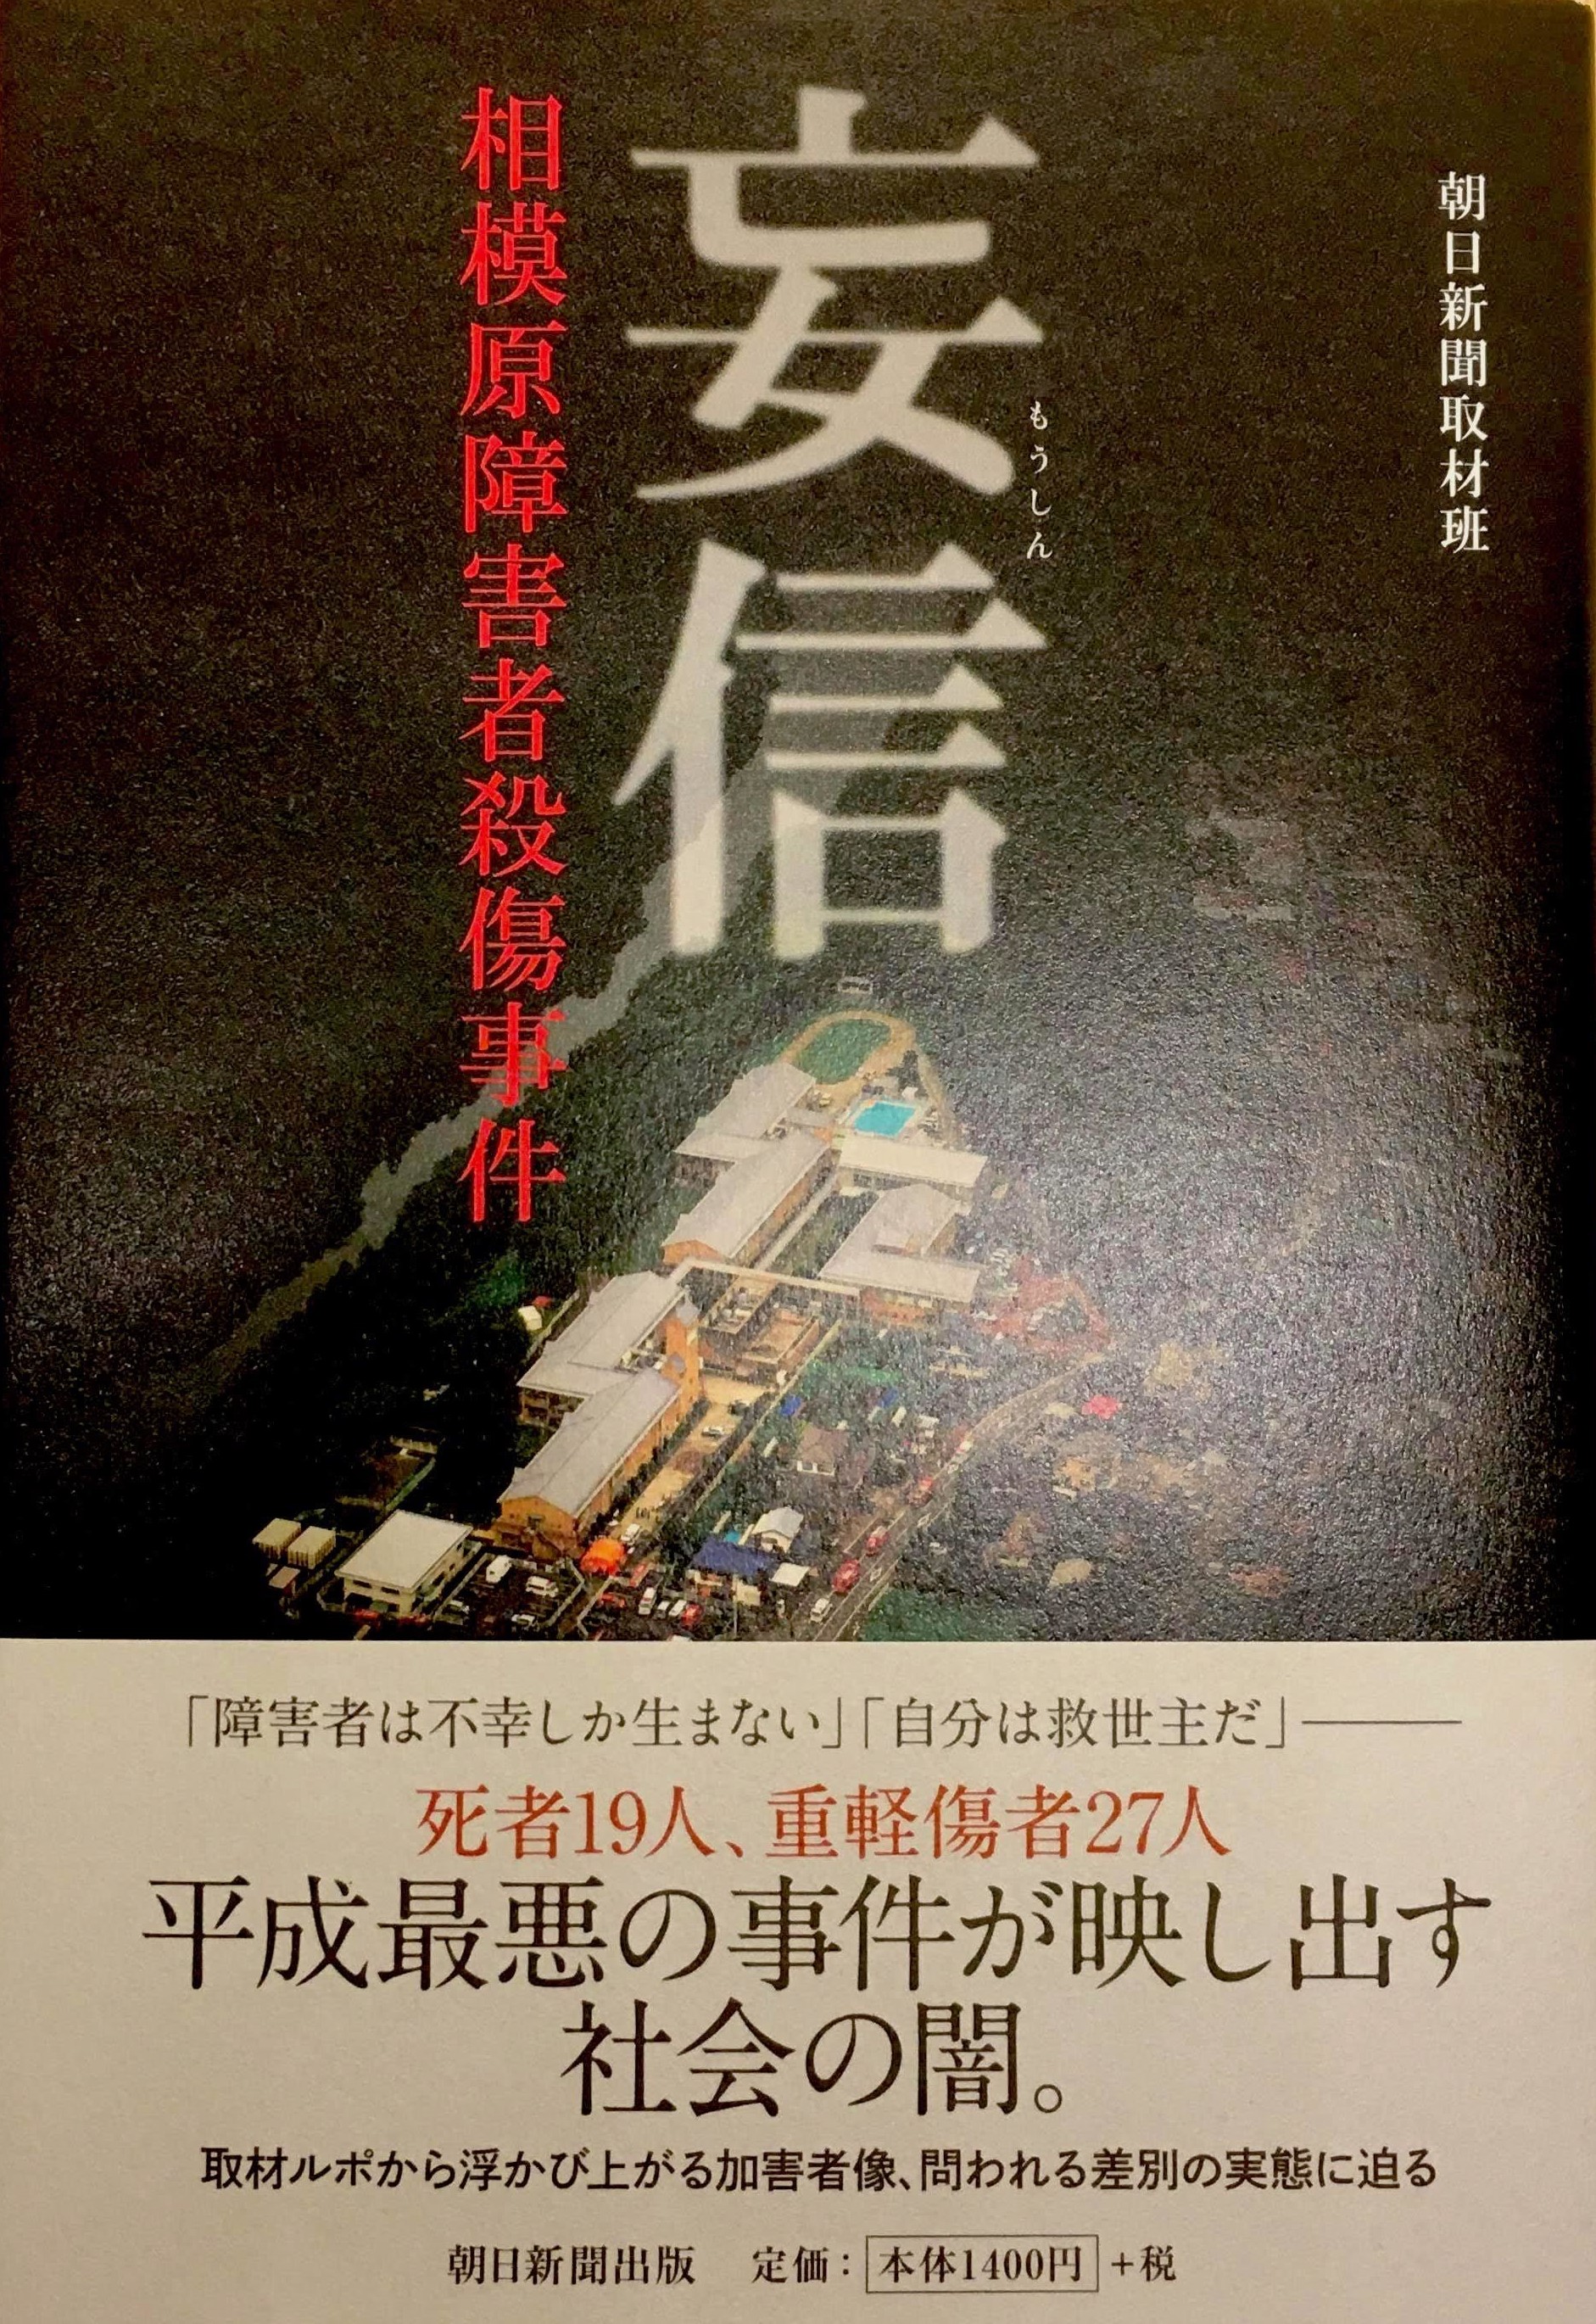 朝日新聞取材班
妄信
もうしん
相模原障害者殺傷事件
「障害者は不幸しか生まない」「自分は救世主だ」――
死者19人、重軽傷者27人
平成最悪の事件が映し出す
社会の闇。
取材ルポから浮かび上がる加害者像、問われる差別の実態に迫る
朝日新聞出版 定価：本体1400円+税